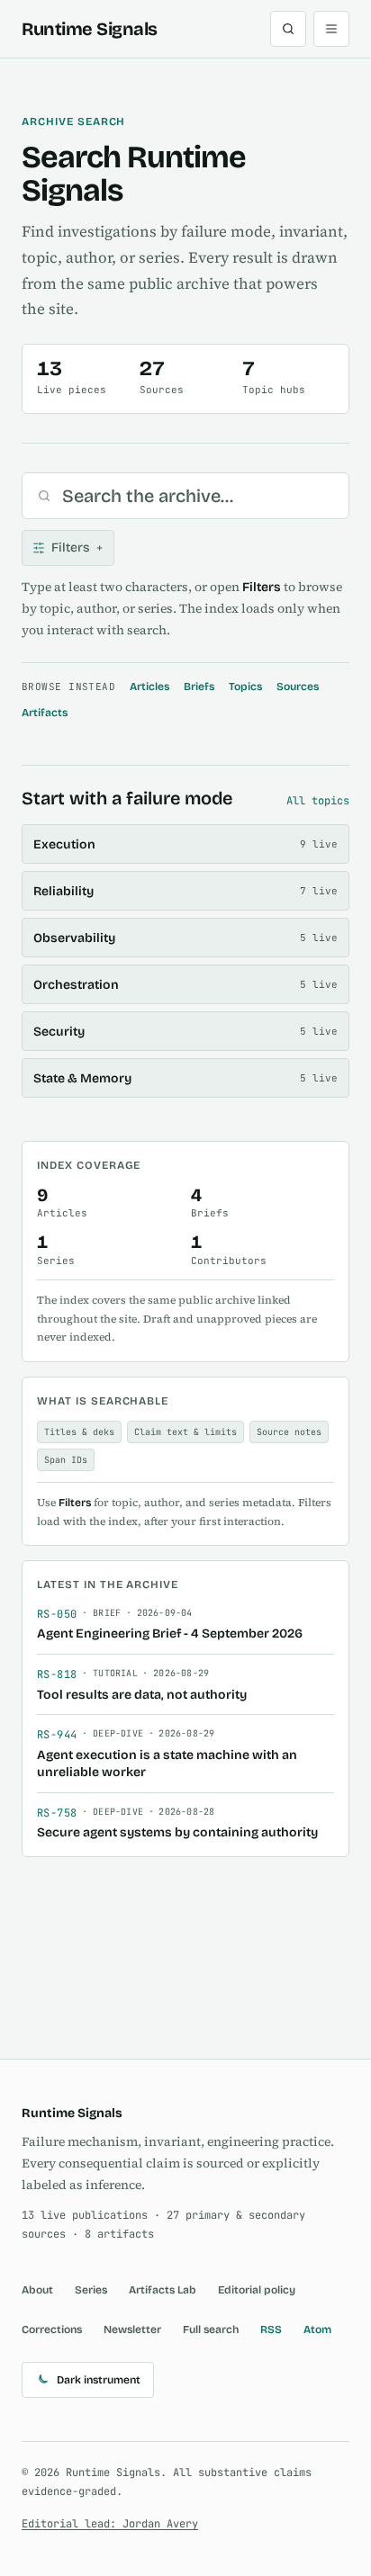 Runtime Signals
ARCHIVE SEARCH
Search Runtime
Signals
Find investigations by failure mode, invariant,
topic, author, or series. Every result is drawn
from the same public archive that powers
the site.
13 27 7
Live pieces Sources Topic hubs
Search the archive...
Filters +
Type at least two characters, or open Filters to browse
by topic, author, or series. The index loads only when
you interact with search.
BROWSE INSTEAD Articles Briefs Topics Sources
Artifacts
Start with a failure mode All topics
Execution 9 live
Reliability 7 live
Observability 5 live
Orchestration 5 live
Security 5 live
State & Memory 5 live
INDEX COVERAGE
9 4
Articles Briefs
1 1
Series Contributors
The index covers the same public archive linked
throughout the site. Draft and unapproved pieces are
never indexed.
WHAT IS SEARCHABLE
Titles & deks Claim text & limits Source notes
Span IDs
Use Filters for topic, author, and series metadata. Filters
load with the index, after your first interaction.
LATEST IN THE ARCHIVE
RS-050 · BRIEF · 2026-09-04
Agent Engineering Brief - 4 September 2026
RS-818 · TUTORIAL · 2026-08-29
Tool results are data, not authority
RS-944 · DEEP-DIVE · 2026-08-29
Agent execution is a state machine with an
unreliable worker
RS-758 · DEEP-DIVE · 2026-08-28
Secure agent systems by containing authority
Runtime Signals
Failure mechanism, invariant, engineering practice.
Every consequential claim is sourced or explicitly
labeled as inference.
13 live publications · 27 primary & secondary
sources · 8 artifacts
About Series Artifacts Lab Editorial policy
Corrections Newsletter Full search RSS Atom
Dark instrument
© 2026 Runtime Signals. All substantive claims
evidence-graded.
Editorial lead: Jordan Avery